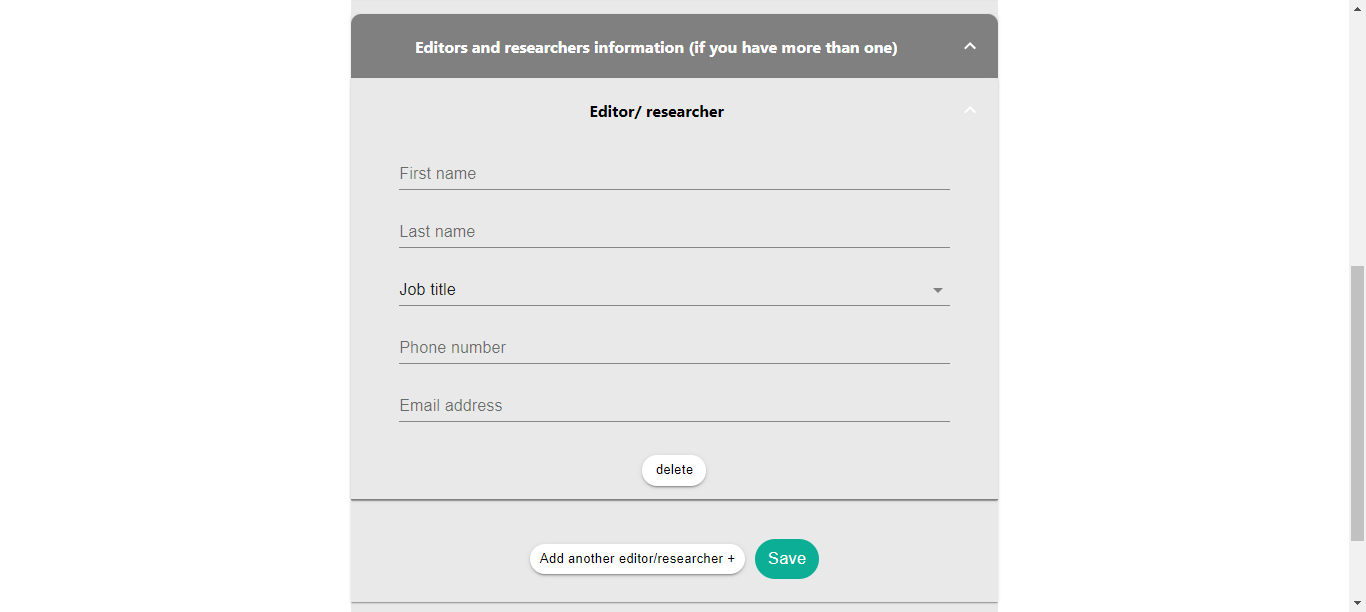 Editors and researchers information (if you have more than one)
Editor/ researcher
First name
Last name
Job title
Phone number
Email address
delete
Add another editor/researcher +
Save